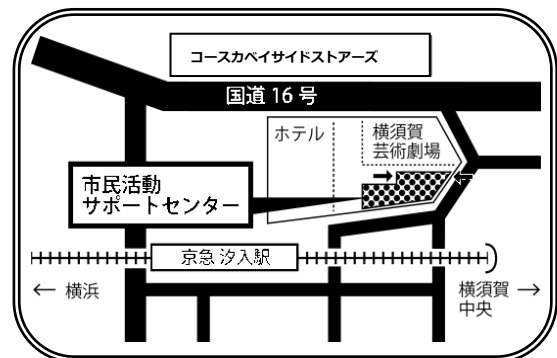 コースカベイサイドストアーズ
国道 16 号
ホテル
横須賀
芸術劇場
市民活動
サポートセンター
京急 汐入駅
← 横浜
横須賀
中央 →